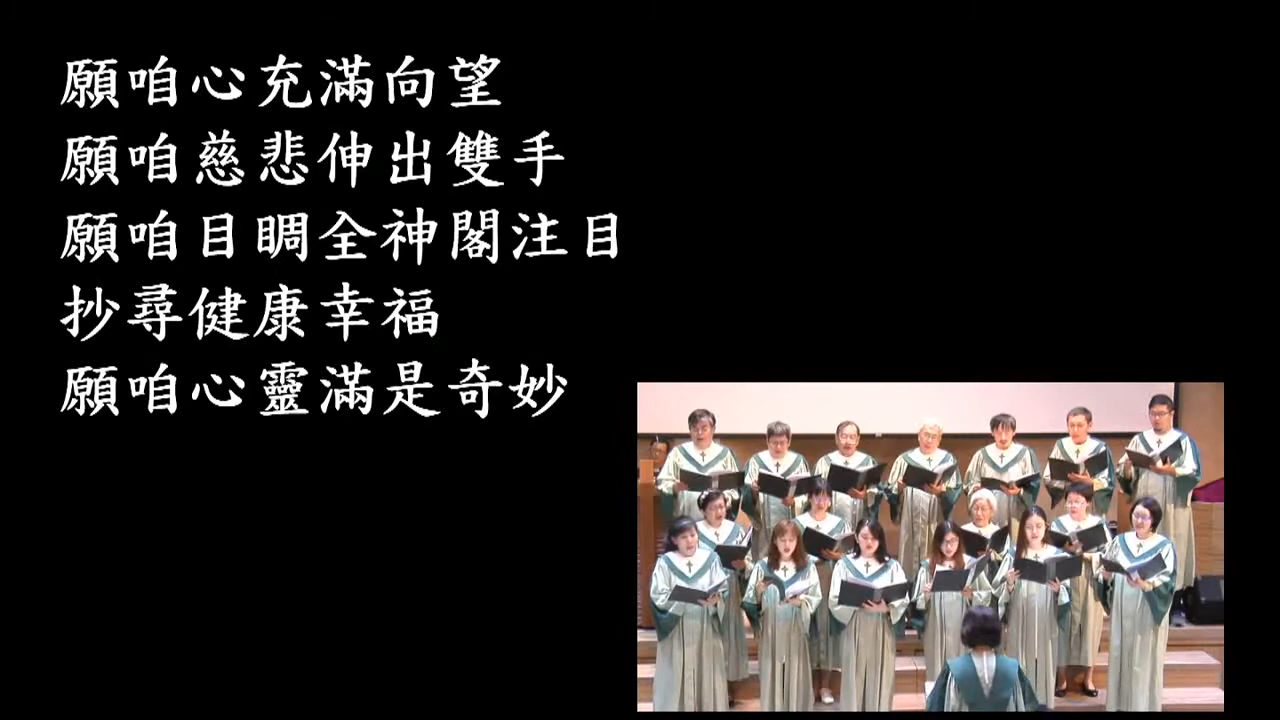 願咱心充滿向望
願咱慈悲伸出雙手
願咱目睭全神閣注目
抄尋健康幸福
願咱心靈滿是奇妙